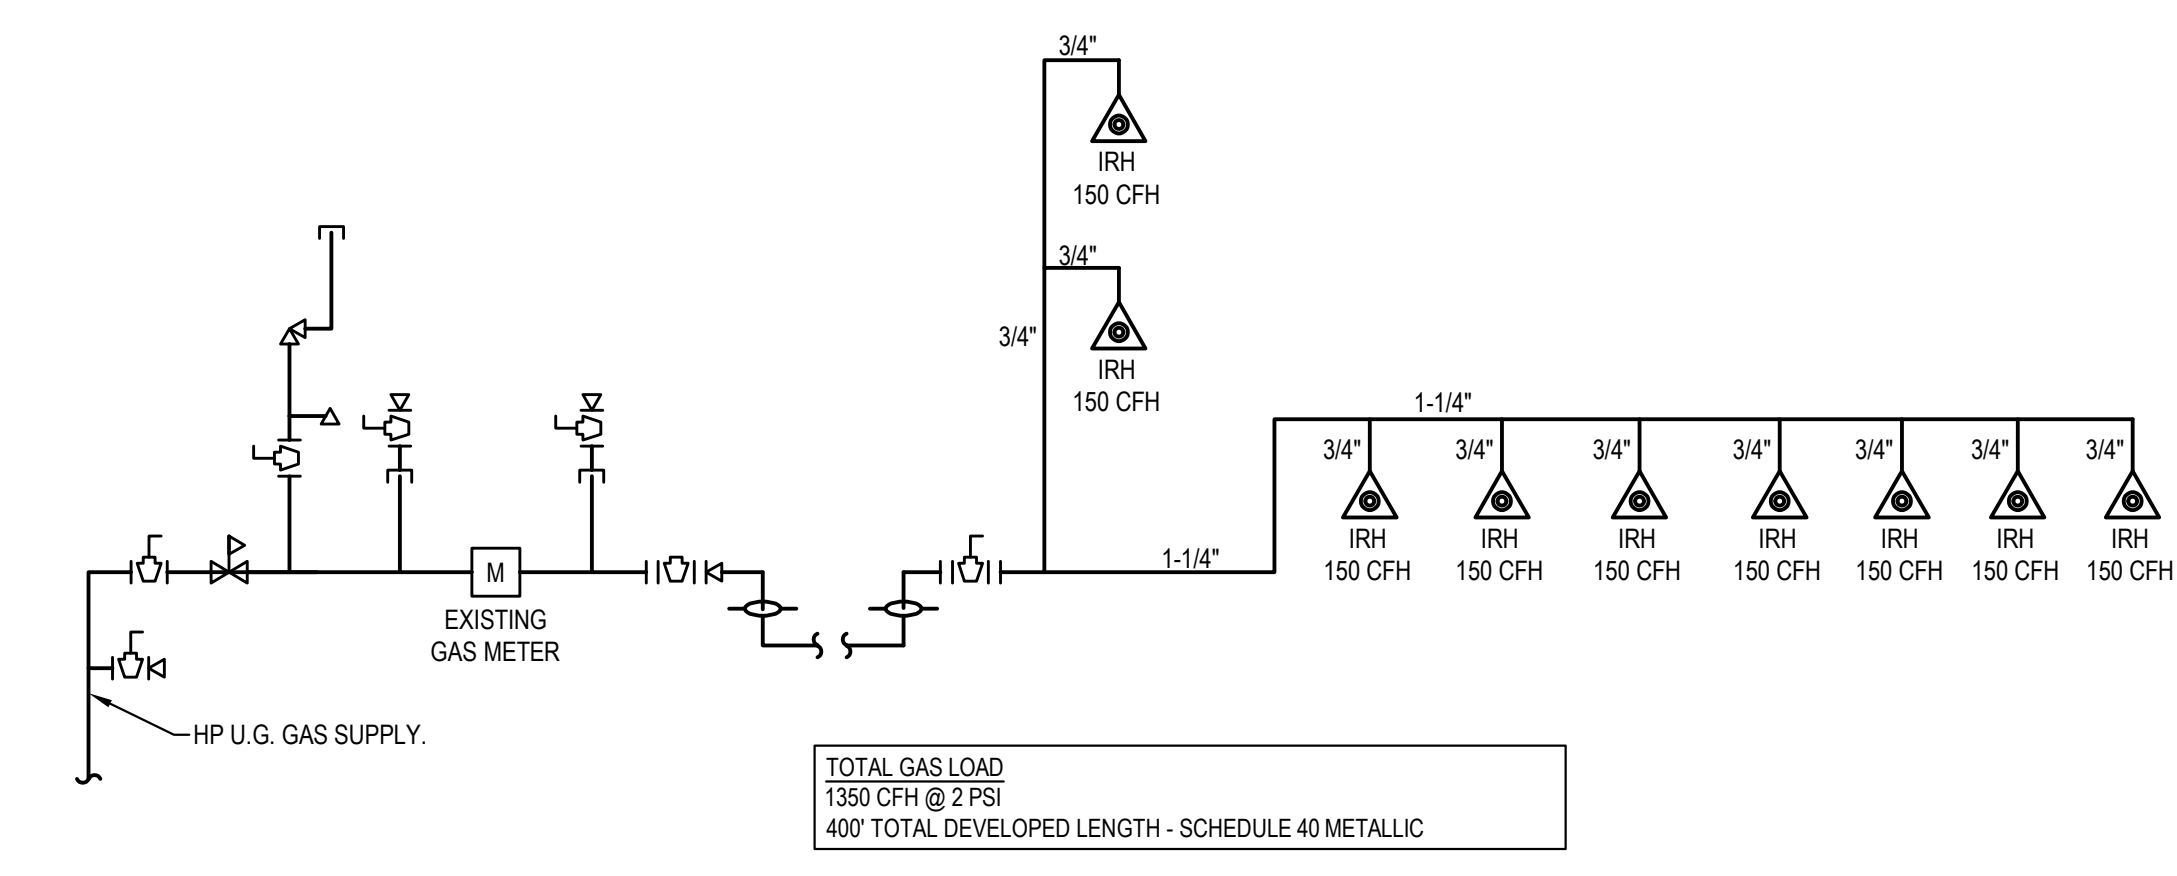 3/4"
IRH
150 CFH
3/4"
3/4"
IRH
150 CFH
1-1/4"
3/4" 3/4" 3/4" 3/4" 3/4" 3/4" 3/4"
IRH IRH IRH IRH IRH IRH IRH
150 CFH 150 CFH 150 CFH 150 CFH 150 CFH 150 CFH 150 CFH
1-1/4"
M
EXISTING
GAS METER
HP U.G. GAS SUPPLY.
TOTAL GAS LOAD
1350 CFH @ 2 PSI
400' TOTAL DEVELOPED LENGTH - SCHEDULE 40 METALLIC